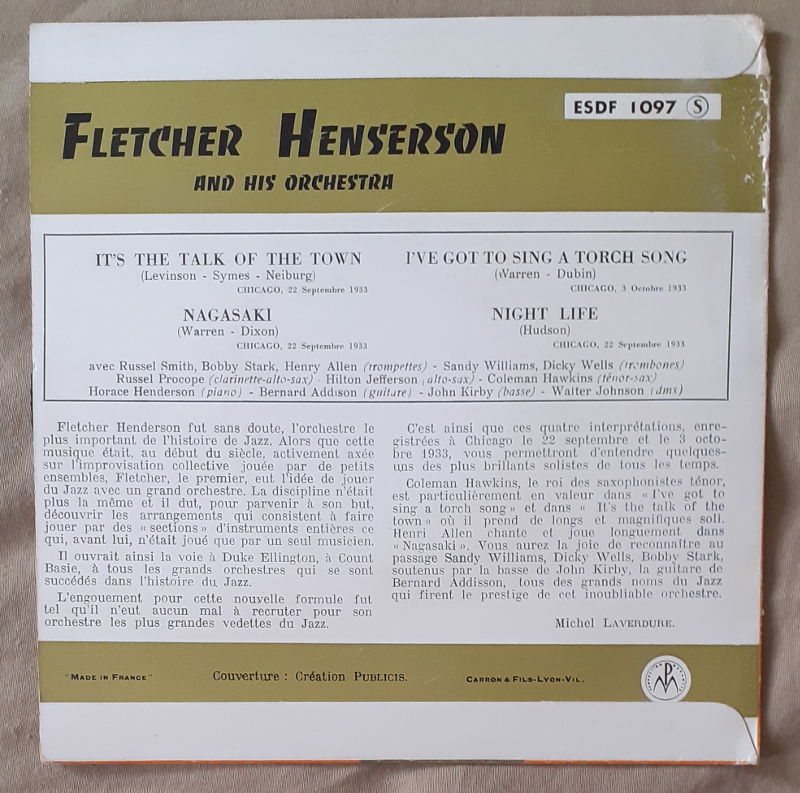 ESDF 1097 Ⓢ
FLETCHER HENSERSON
AND HIS ORCHESTRA
IT'S THE TALK OF THE TOWN
(Levinson - Symes - Neiburg)
CHICAGO, 22 Septembre 1933
NAGASAKI
(Warren - Dixon)
CHICAGO, 22 Septembre 1933
I'VE GOT TO SING A TORCH SONG
(Warren - Dubin)
CHICAGO, 3 Octobre 1933
NIGHT LIFE
(Hudson)
CHICAGO, 22 Septembre 1933
avec Russel Smith, Bobby Stark, Henry Allen (trompettes) - Sandy Williams, Dicky Wells (trombones)
Russel Procope (clarinette-alto-sax) - Hilton Jefferson (alto-sax) - Coleman Hawkins (ténor-sax)
Horace Henderson (piano) - Bernard Addison (guitare) - John Kirby (basse) - Walter Johnson (dms)
Fletcher Henderson fut sans doute, l'orchestre le
plus important de l'histoire de Jazz. Alors que cette
musique était, au début du siècle, activement axée
sur l'improvisation collective jouée par de petits
ensembles, Fletcher, le premier, eut l'idée de jouer
du Jazz avec un grand orchestre. La discipline n'était
plus la même et il dut, pour parvenir à son but,
découvrir les arrangements qui consistent à faire
jouer par des « sections » d'instruments entières ce
qui, avant lui, n'était joué que par un seul musicien.
Il ouvrait ainsi la voie à Duke Ellington, à Count
Basie, à tous les grands orchestres qui se sont
succédés dans l'histoire du Jazz.
L'engouement pour cette nouvelle formule fut
tel qu'il n'eut aucun mal à recruter pour son
orchestre les plus grandes vedettes du Jazz.
C'est ainsi que ces quatre interprétations, enre-
gistrées à Chicago le 22 septembre et le 3 octo-
bre 1933, vous permettront d'entendre quelques-
uns des plus brillants solistes de tous les temps.
Coleman Hawkins, le roi des saxophonistes ténor,
est particulièrement en valeur dans « I've got to
sing a torch song » et dans « It's the talk of the
town » où il prend de longs et magnifiques soli.
Henri Allen chante et joue longuement dans
« Nagasaki ». Vous aurez la joie de reconnaître au
passage Sandy Williams, Dicky Wells, Bobby Stark,
soutenus par la basse de John Kirby, la guitare de
Bernard Addisson, tous des grands noms du Jazz
qui firent le prestige de cet inoubliable orchestre.
Michel LAVERDURE.
"MADE IN FRANCE"
Couverture : Création PUBLICIS.
CARRON & FILS-LYON-VIL.